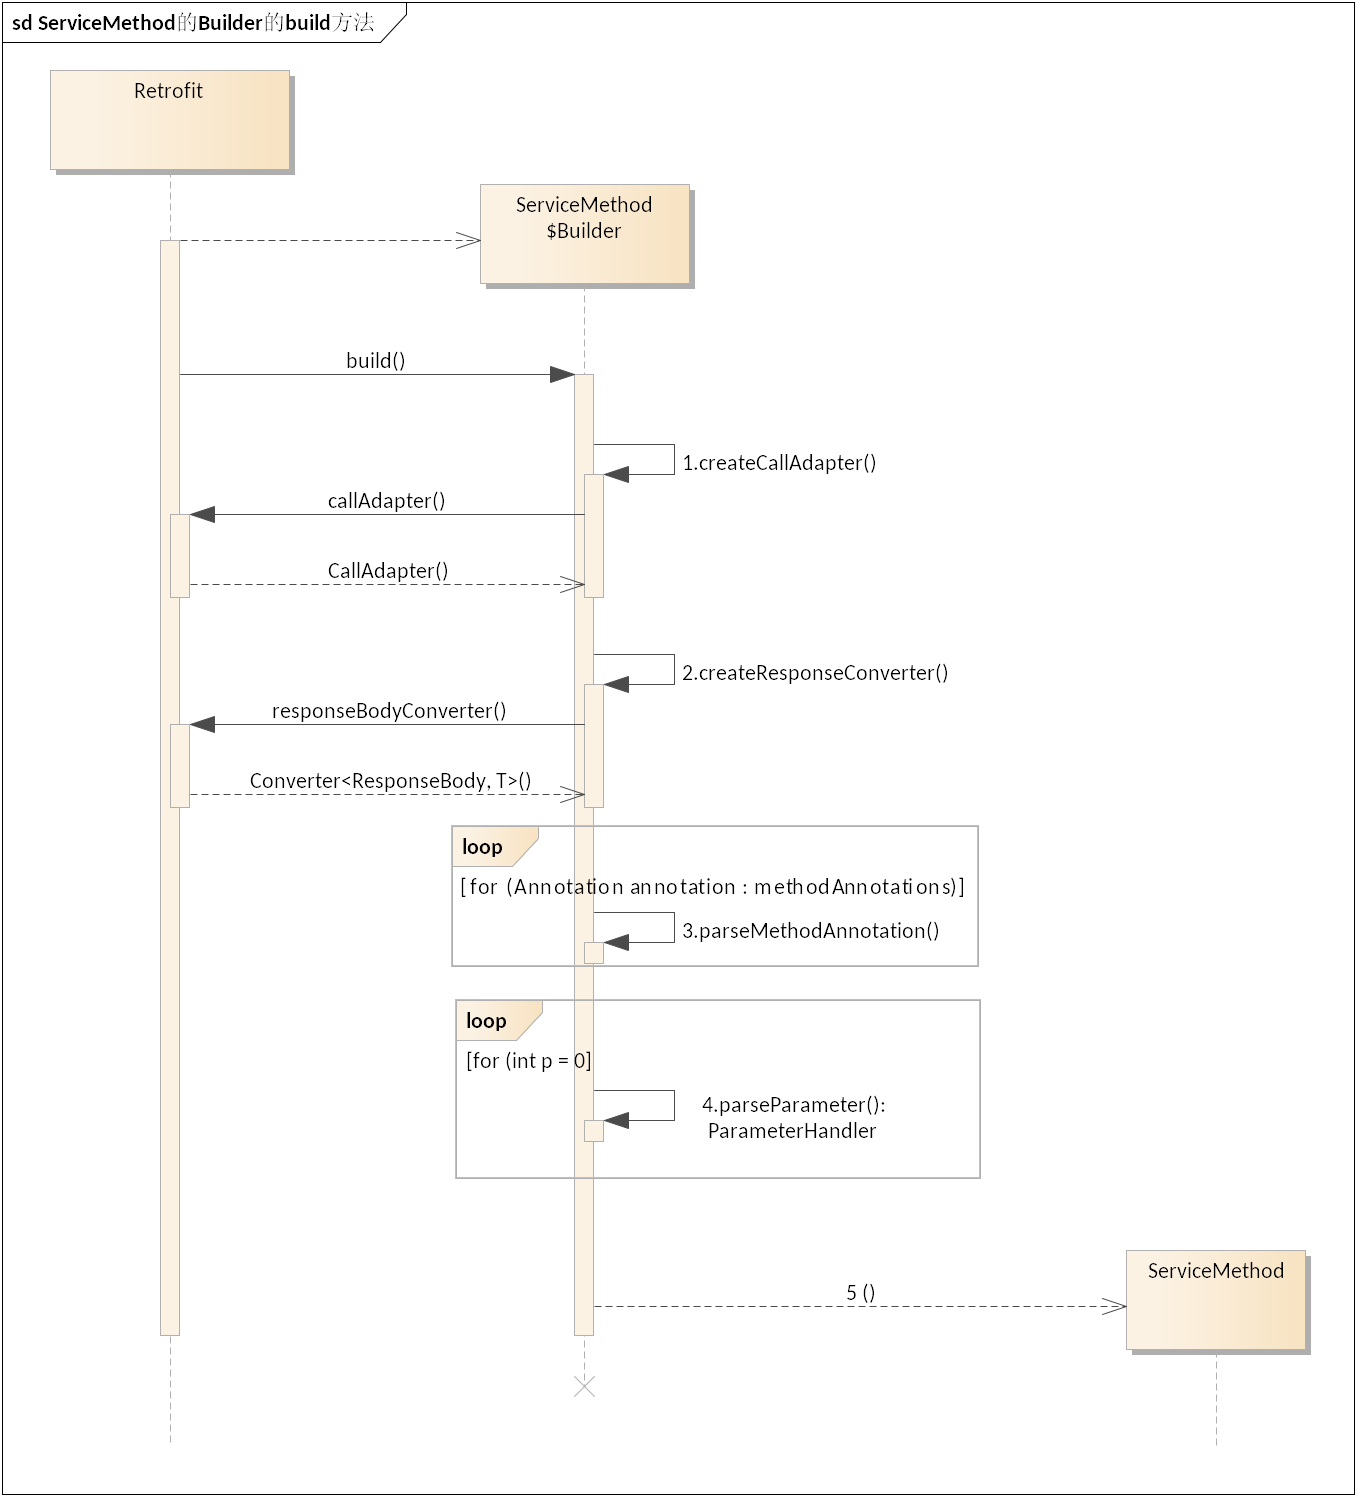 sd ServiceMethod的Builder的build方法
Retrofit
ServiceMethod
$Builder
build()
1.createCallAdapter()
callAdapter()
CallAdapter()
2.createResponseConverter()
responseBodyConverter()
Converter<ResponseBody, T>()
loop
[for (Annotation annotation : methodAnnotations)]
3.parseMethodAnnotation()
loop
[for (int p = 0]
4.parseParameter():
ParameterHandler
ServiceMethod
5 ()